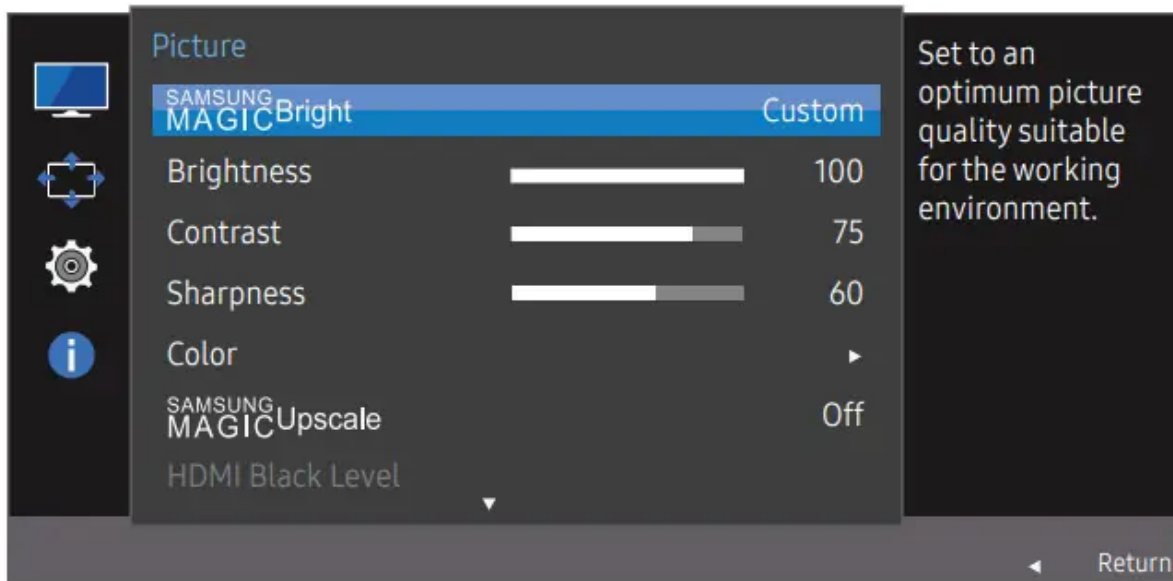 Picture
SAMSUNG
MAGIC Bright Custom
Brightness 100
Contrast 75
Sharpness 60
Color
SAMSUNG
MAGIC Upscale Off
HDMI Black Level
Set to an
optimum picture
quality suitable
for the working
environment.
i
Return